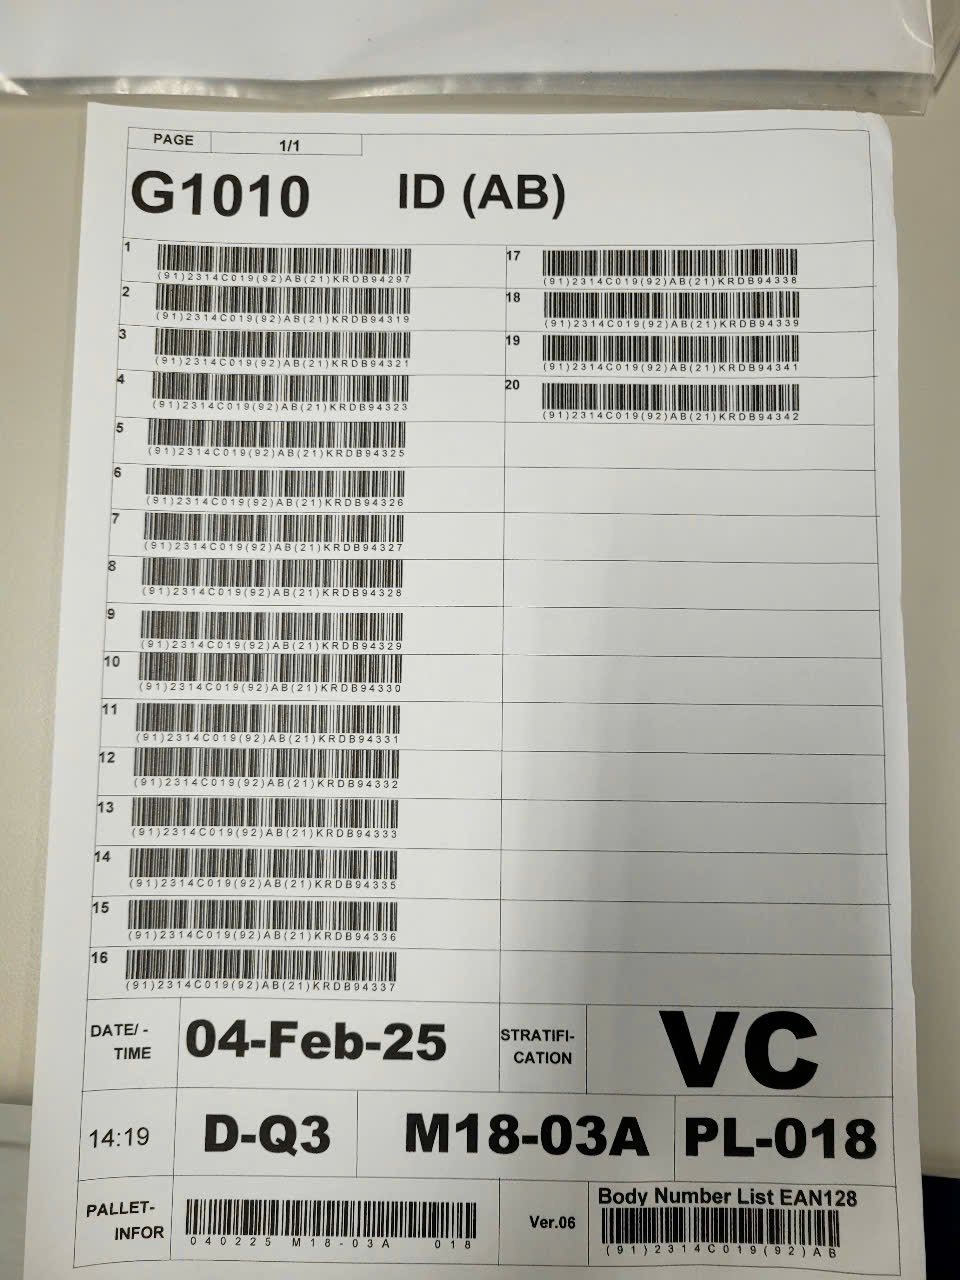 PAGE 1/1
G1010 ID (AB)
1 (91)2314C019(92)AB(21)KRDB94297
2 (91)2314C019(92)AB(21)KRDB94319
3 (91)2314C019(92)AB(21)KRDB94321
4 (91)2314C019(92)AB(21)KRDB94323
5 (91)2314C019(92)AB(21)KRDB94325
6 (91)2314C019(92)AB(21)KRDB94326
7 (91)2314C019(92)AB(21)KRDB94327
8 (91)2314C019(92)AB(21)KRDB94328
9 (91)2314C019(92)AB(21)KRDB94329
10 (91)2314C019(92)AB(21)KRDB94330
11 (91)2314C019(92)AB(21)KRDB94331
12 (91)2314C019(92)AB(21)KRDB94332
13 (91)2314C019(92)AB(21)KRDB94333
14 (91)2314C019(92)AB(21)KRDB94335
15 (91)2314C019(92)AB(21)KRDB94336
16 (91)2314C019(92)AB(21)KRDB94337
17 (91)2314C019(92)AB(21)KRDB94338
18 (91)2314C019(92)AB(21)KRDB94339
19 (91)2314C019(92)AB(21)KRDB94341
20 (91)2314C019(92)AB(21)KRDB94342
DATE/-
TIME
04-Feb-25
STRATIFI-
CATION
VC
14:19 D-Q3 M18-03A PL-018
PALLET-
INFOR
040225 M18-03A 018
Ver.06
Body Number List EAN128
(91)2314C019(92)AB